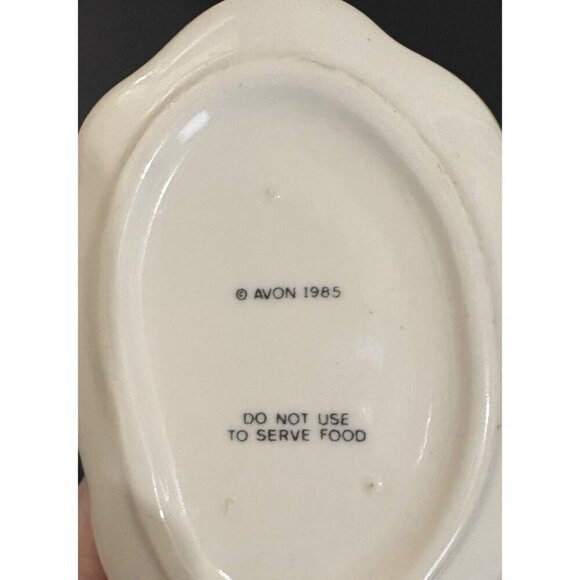 © AVON 1985
DO NOT USE
TO SERVE FOOD